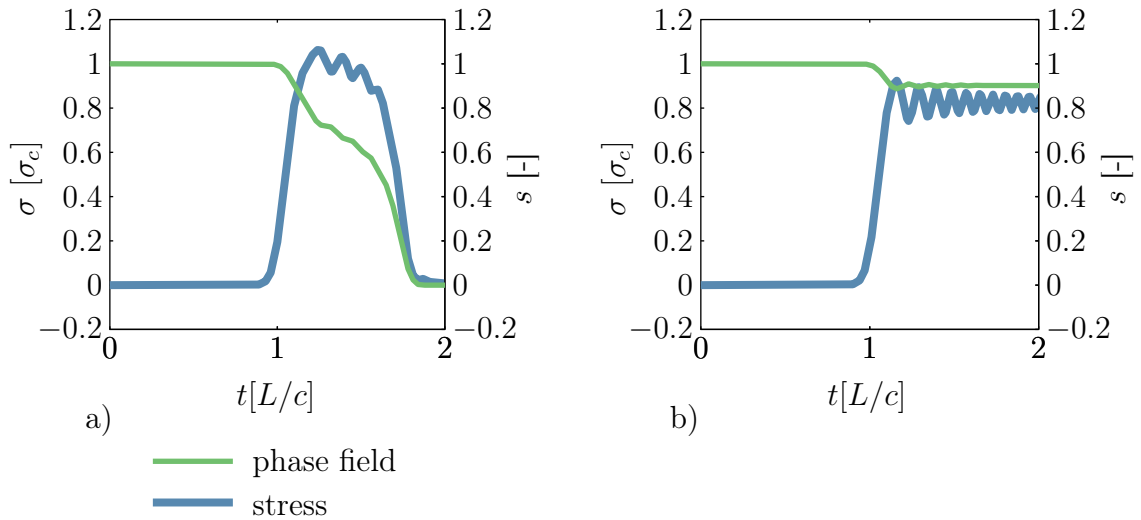 1.2 1.2 1.2 1.2
1 1 1 1
0.8 0.8 0.8 0.8
0.6 0.6 0.6 0.6
0.4 0.4 0.4 0.4
0.2 0.2 0.2 0.2
0 0 0 0
−0.2 −0.2 −0.2 −0.2
σ [σ_c] s [-] σ [σ_c] s [-]
0 1 2 0 1 2
t[L/c] t[L/c]
a) b)
phase field
stress